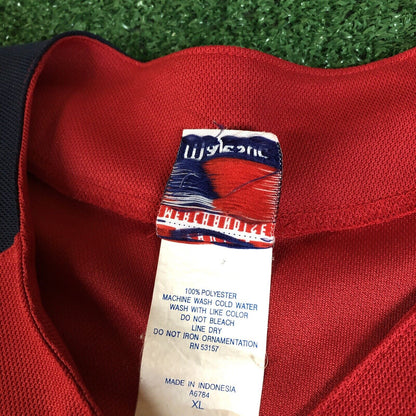 MERCHANDISE
100% POLYESTER
MACHINE WASH COLD WATER
WASH WITH LIKE COLOR
DO NOT BLEACH
LINE DRY
DO NOT IRON ORNAMENTATION
RN 53157
MADE IN INDONESIA
A6784
XL